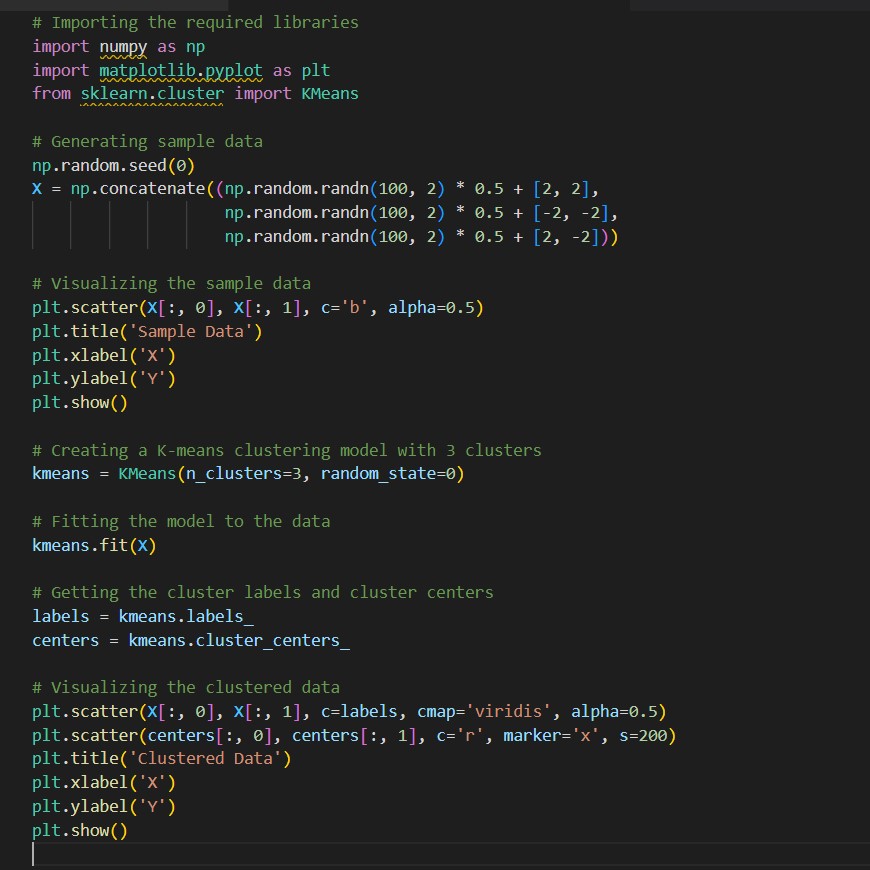 # Importing the required libraries
import numpy as np
import matplotlib.pyplot as plt
from sklearn.cluster import KMeans

# Generating sample data
np.random.seed(0)
X = np.concatenate((np.random.randn(100, 2) * 0.5 + [2, 2],
                    np.random.randn(100, 2) * 0.5 + [-2, -2],
                    np.random.randn(100, 2) * 0.5 + [2, -2]))

# Visualizing the sample data
plt.scatter(X[:, 0], X[:, 1], c='b', alpha=0.5)
plt.title('Sample Data')
plt.xlabel('X')
plt.ylabel('Y')
plt.show()

# Creating a K-means clustering model with 3 clusters
kmeans = KMeans(n_clusters=3, random_state=0)

# Fitting the model to the data
kmeans.fit(X)

# Getting the cluster labels and cluster centers
labels = kmeans.labels_
centers = kmeans.cluster_centers_

# Visualizing the clustered data
plt.scatter(X[:, 0], X[:, 1], c=labels, cmap='viridis', alpha=0.5)
plt.scatter(centers[:, 0], centers[:, 1], c='r', marker='x', s=200)
plt.title('Clustered Data')
plt.xlabel('X')
plt.ylabel('Y')
plt.show()